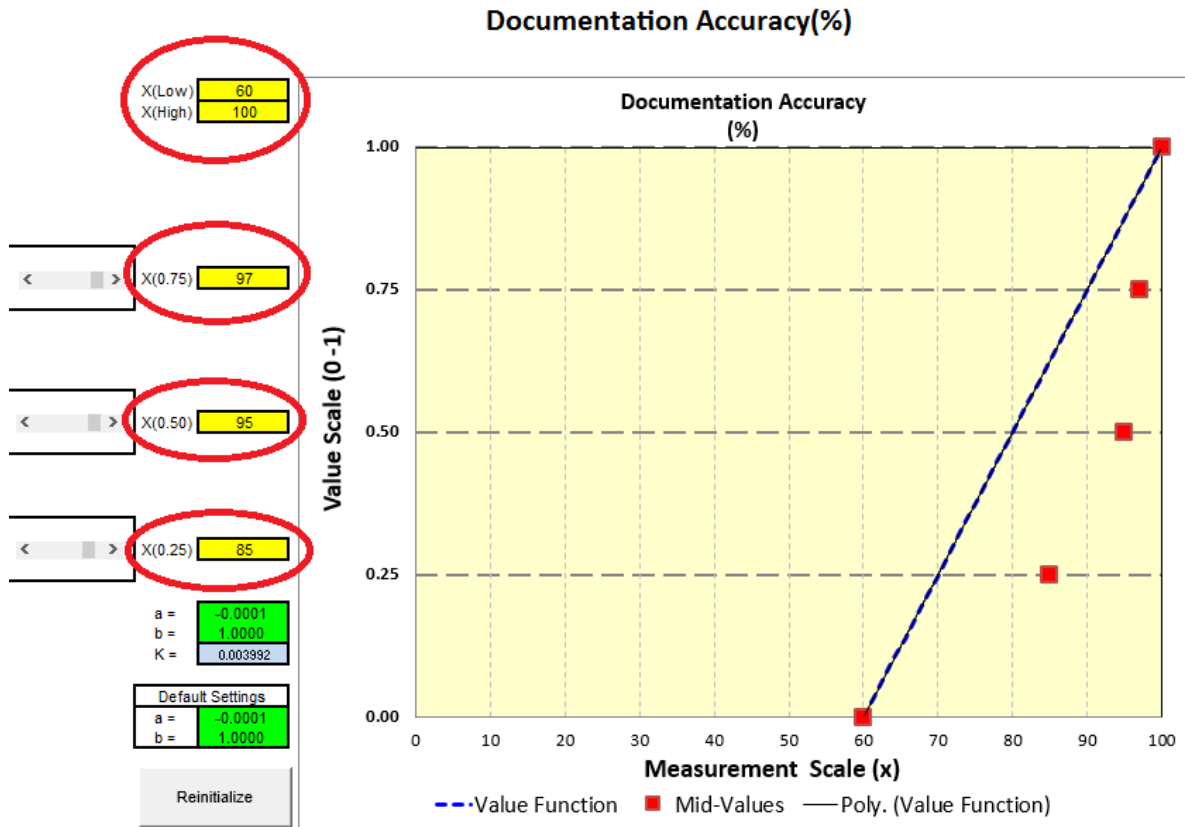 Documentation Accuracy(%)
X(Low) 60
X(High) 100
X(0.75) 97
X(0.50) 95
X(0.25) 85
a = -0.0001
b = 1.0000
K = 0.003992
Default Settings
a = -0.0001
b = 1.0000
Reinitialize
Documentation Accuracy
(%)
Value Scale (0 -1)
1.00
0.75
0.50
0.25
0.00
0 10 20 30 40 50 60 70 80 90 100
Measurement Scale (x)
Value Function Mid-Values Poly. (Value Function)